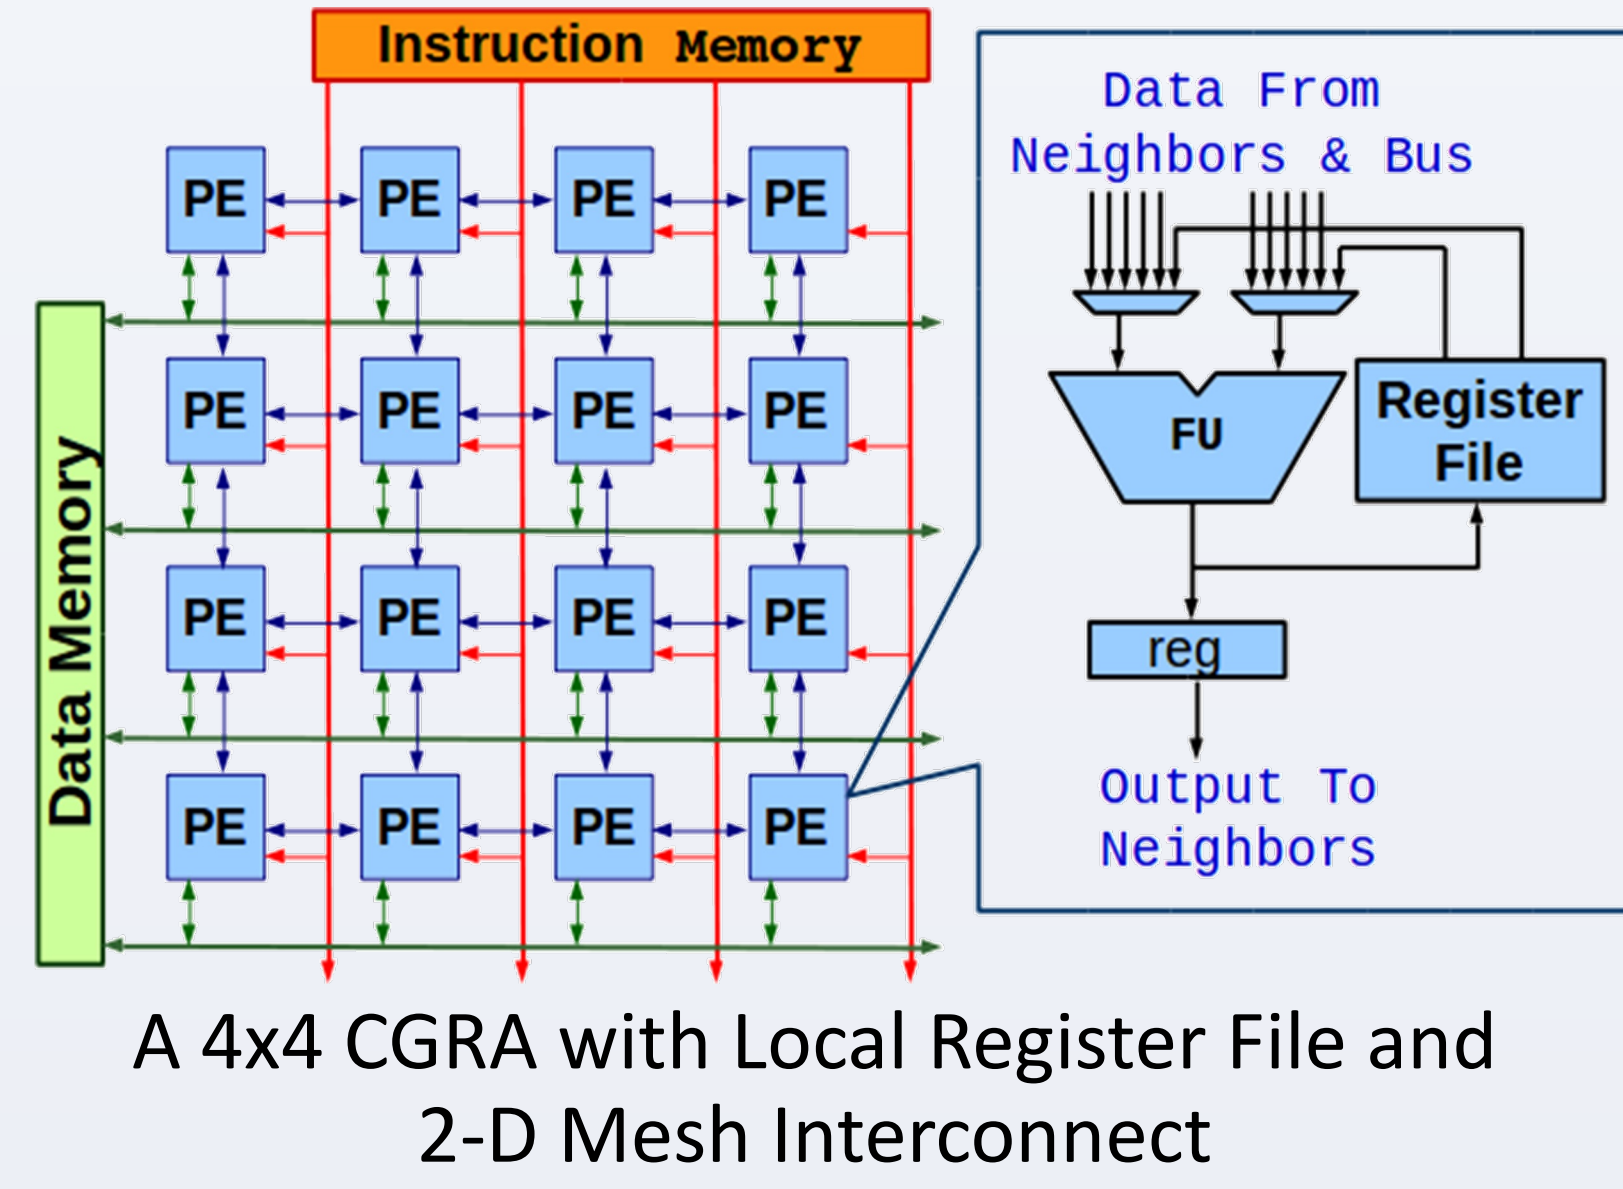 Instruction Memory
Data From
Neighbors & Bus
PE PE PE PE
PE PE PE PE
PE PE PE PE
PE PE PE PE
Data Memory
FU
Register
File
reg
Output To
Neighbors
A 4x4 CGRA with Local Register File and
2-D Mesh Interconnect